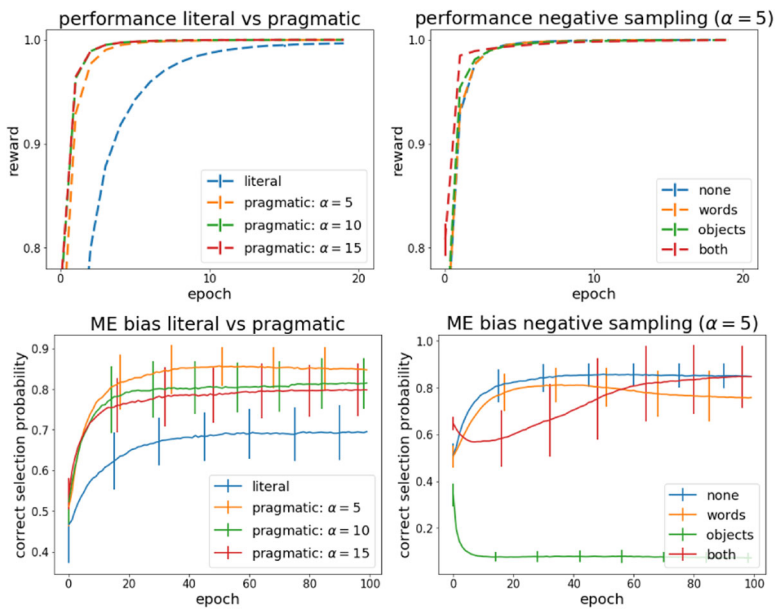 performance literal vs pragmatic
1.0
0.9
0.8
reward
0
10
20
epoch
literal
pragmatic: α = 5
pragmatic: α = 10
pragmatic: α = 15
performance negative sampling (α = 5)
1.0
0.9
0.8
reward
0
10
20
epoch
none
words
objects
both
ME bias literal vs pragmatic
0.9
0.8
0.7
0.6
0.5
0.4
correct selection probability
0
20
40
60
80
100
epoch
literal
pragmatic: α = 5
pragmatic: α = 10
pragmatic: α = 15
ME bias negative sampling (α = 5)
1.0
0.8
0.6
0.4
0.2
correct selection probability
0
20
40
60
80
100
epoch
none
words
objects
both